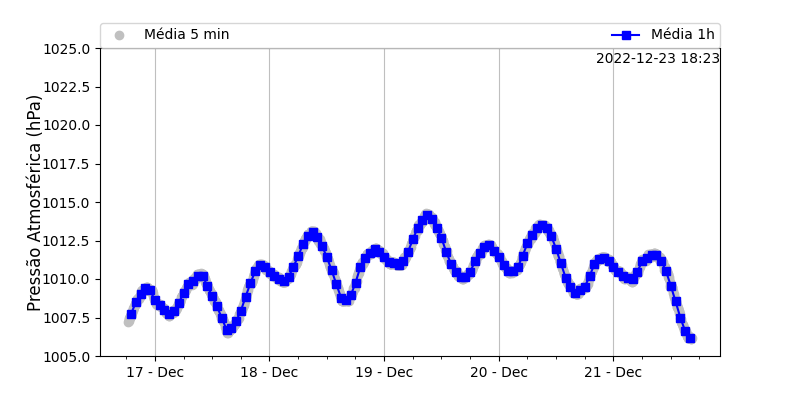 Média 5 min
Média 1h
2022-12-23 18:23
Pressão Atmosférica (hPa)
1025.0
1022.5
1020.0
1017.5
1015.0
1012.5
1010.0
1007.5
1005.0
17 - Dec
18 - Dec
19 - Dec
20 - Dec
21 - Dec